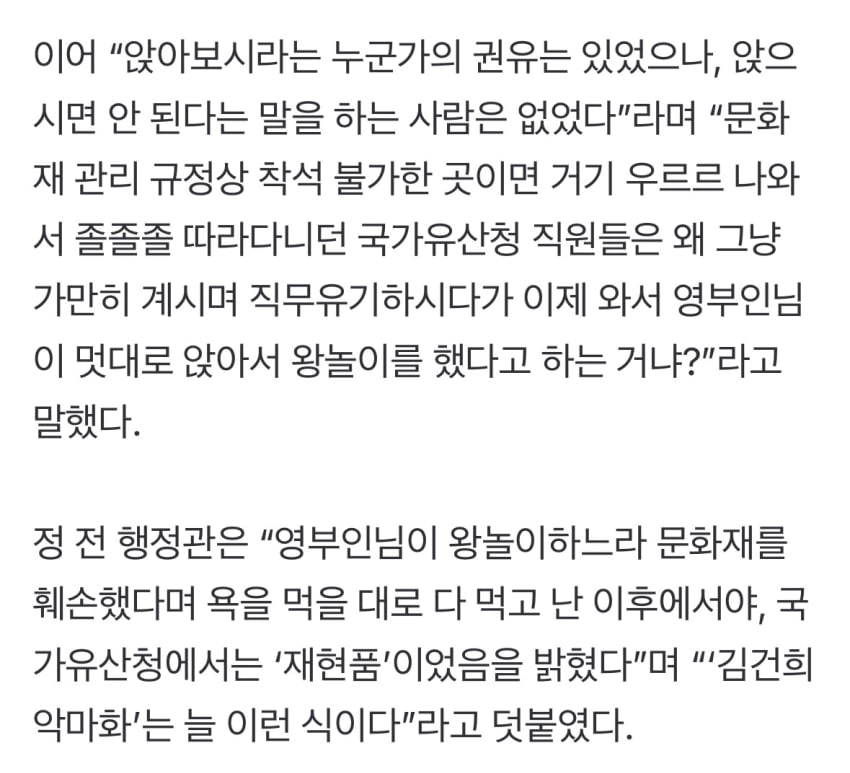 이어 “앉아보시라는 누군가의 권유는 있었으나, 앉으
시면 안 된다는 말을 하는 사람은 없었다”라며 “문화
재 관리 규정상 착석 불가한 곳이면 거기 우르르 나와
서 졸졸졸 따라다니던 국가유산청 직원들은 왜 그냥
가만히 계시며 직무유기하시다가 이제 와서 영부인님
이 멋대로 앉아서 왕놀이를 했다고 하는 거냐?”라고
말했다.
정 전 행정관은 “영부인님이 왕놀이하느라 문화재를
훼손했다며 욕을 먹을 대로 다 먹고 난 이후에서야, 국
가유산청에서는 ‘재현품’이었음을 밝혔다”며 “‘김건희
악마화’는 늘 이런 식이다”라고 덧붙였다.